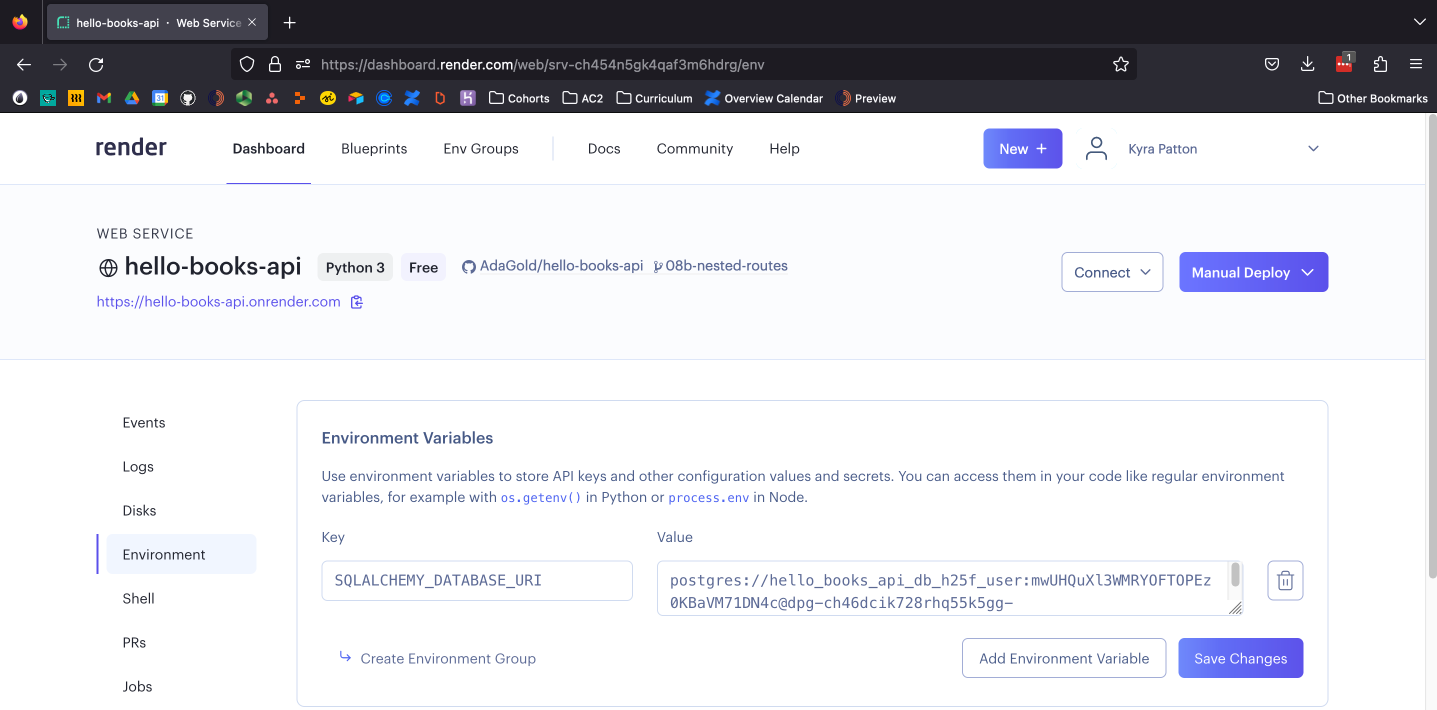 hello-books-api · Web Service
https://dashboard.render.com/web/srv-ch454n5gk4qaf3m6hdrg/env
1
31
Cohorts
AC2
Curriculum
Overview Calendar
Preview
Other Bookmarks
render
Dashboard
Blueprints
Env Groups
Docs
Community
Help
New +
Kyra Patton
WEB SERVICE
hello-books-api
Python 3
Free
AdaGold/hello-books-api
08b-nested-routes
Connect
Manual Deploy
https://hello-books-api.onrender.com
Events
Logs
Disks
Environment
Shell
PRs
Jobs
Environment Variables
Use environment variables to store API keys and other configuration values and secrets. You can access them in your code like regular environment
variables, for example with os.getenv() in Python or process.env in Node.
Key
Value
SQLALCHEMY_DATABASE_URI
postgres://hello_books_api_db_h25f_user:mwUHQuXl3WMRYOFTOPEz
0KBaVM71DN4c@dpg-ch46dcik728rhq55k5gg-
Create Environment Group
Add Environment Variable
Save Changes